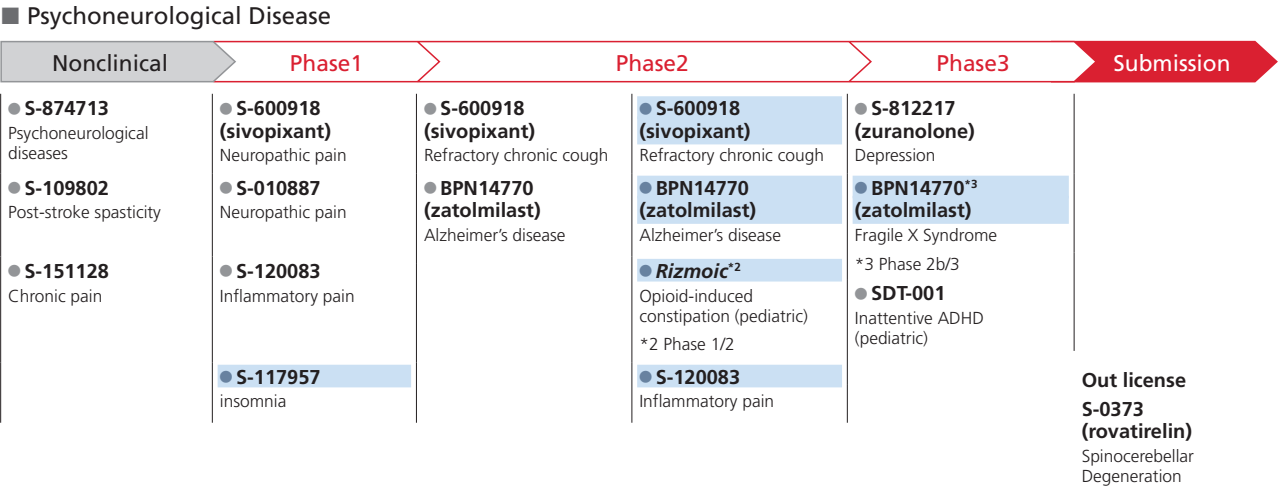 ■ Psychoneurological Disease
Nonclinical
Phase1
Phase2
Phase3
Submission
● S-874713
Psychoneurological
diseases
● S-109802
Post-stroke spasticity
● S-151128
Chronic pain
● S-600918
(sivopixant)
Neuropathic pain
● S-010887
Neuropathic pain
● S-120083
Inflammatory pain
● S-117957
insomnia
● S-600918
(sivopixant)
Refractory chronic cough
● BPN14770
(zatolmilast)
Alzheimer’s disease
● S-600918
(sivopixant)
Refractory chronic cough
● BPN14770
(zatolmilast)
Alzheimer’s disease
● Rizmoic*2
Opioid-induced
constipation (pediatric)
*2 Phase 1/2
● S-120083
Inflammatory pain
● S-812217
(zuranolone)
Depression
● BPN14770*3
(zatolmilast)
Fragile X Syndrome
*3 Phase 2b/3
● SDT-001
Inattentive ADHD
(pediatric)
Out license
S-0373
(rovatirelin)
Spinocerebellar
Degeneration